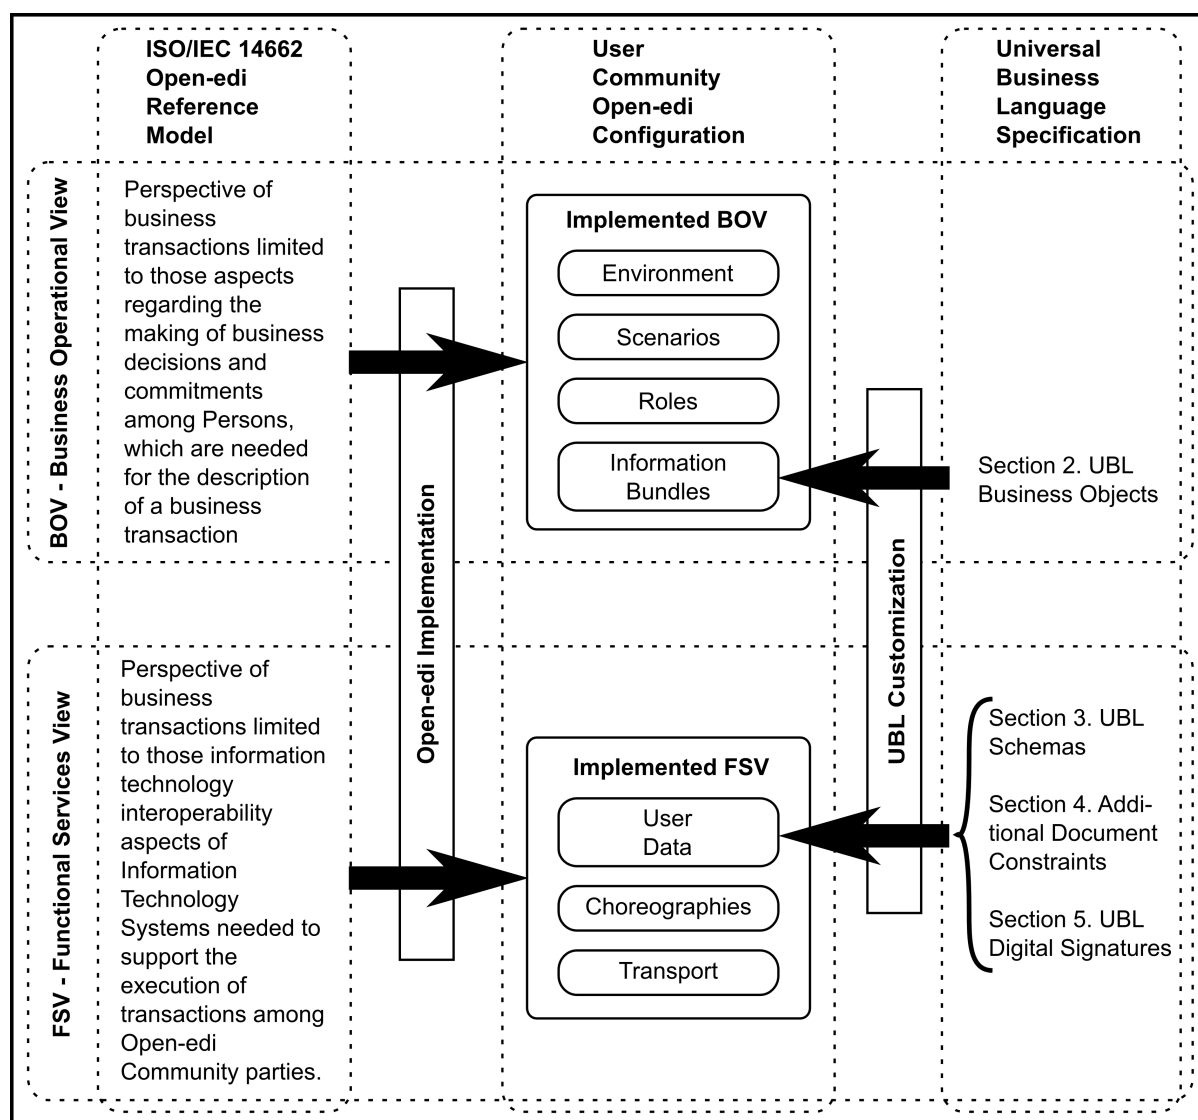 ISO/IEC 14662
Open-edi
Reference
Model
User
Community
Open-edi
Configuration
Universal
Business
Language
Specification
BOV - Business Operational View
Perspective of
business
transactions limited
to those aspects
regarding the
making of business
decisions and
commitments
among Persons,
which are needed
for the description
of a business
transaction
Open-edi Implementation
Implemented BOV
Environment
Scenarios
Roles
Information
Bundles
UBL Customization
Section 2. UBL
Business Objects
FSV - Functional Services View
Perspective of
business
transactions limited
to those information
technology
interoperability
aspects of
Information
Technology
Systems needed to
support the
execution of
transactions among
Open-edi
Community parties.
Implemented FSV
User
Data
Choreographies
Transport
Section 3. UBL
Schemas
Section 4. Addi-
tional Document
Constraints
Section 5. UBL
Digital Signatures